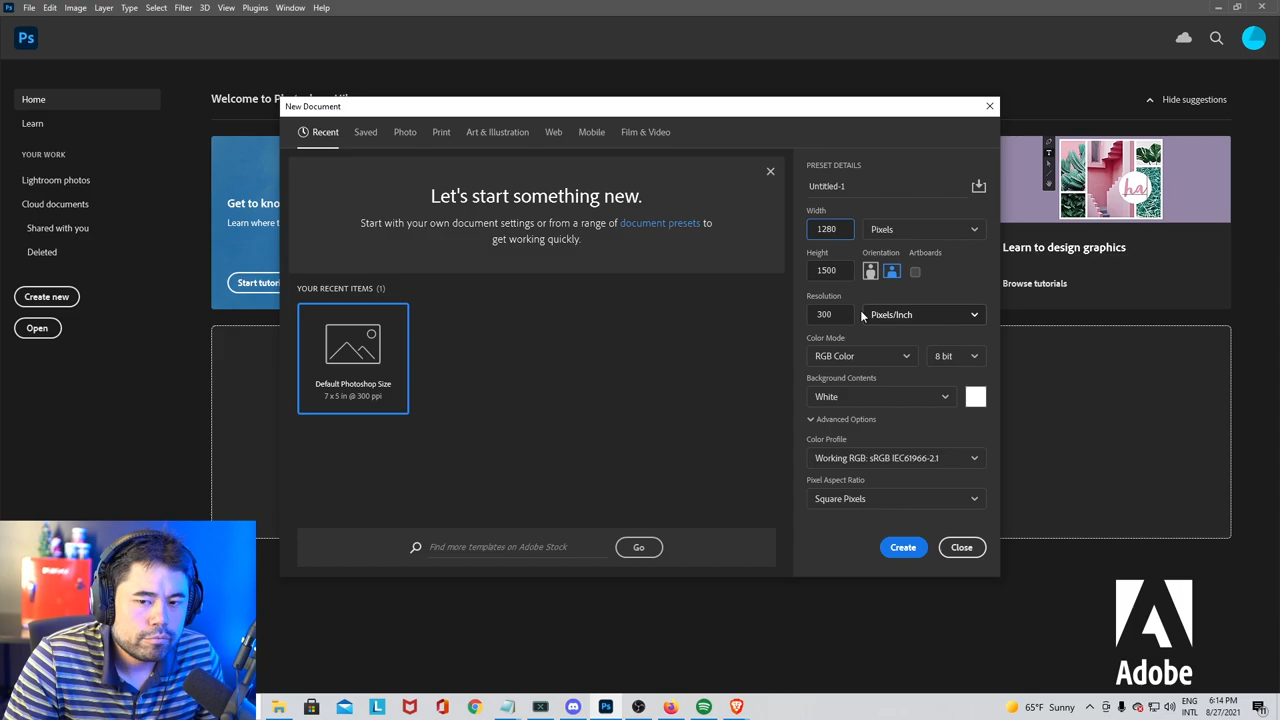 Ps File Edit Image Layer Type Select Filter 3D View Plugins Window Help
Ps
Home
Learn
YOUR WORK
Lightroom photos
Cloud documents
Shared with you
Deleted
Create new
Open
Welcome to
Hide suggestions
Get to kno
Learn where t
Start tutori
ha
Learn to design graphics
Browse tutorials
New Document
Recent Saved Photo Print Art & Illustration Web Mobile Film & Video
Let's start something new.
Start with your own document settings or from a range of document presets to
get working quickly.
YOUR RECENT ITEMS (1)
Default Photoshop Size
7 x 5 in @ 300 ppi
Find more templates on Adobe Stock Go
PRESET DETAILS
Untitled-1
Width
1280 Pixels
Height Orientation Artboards
1500
Resolution
300 Pixels/Inch
Color Mode
RGB Color 8 bit
Background Contents
White
Advanced Options
Color Profile
Working RGB: sRGB IEC61966-2.1
Pixel Aspect Ratio
Square Pixels
Create Close
Adobe
L Ps
65°F Sunny
ENG
INTL
6:14 PM
8/27/2021